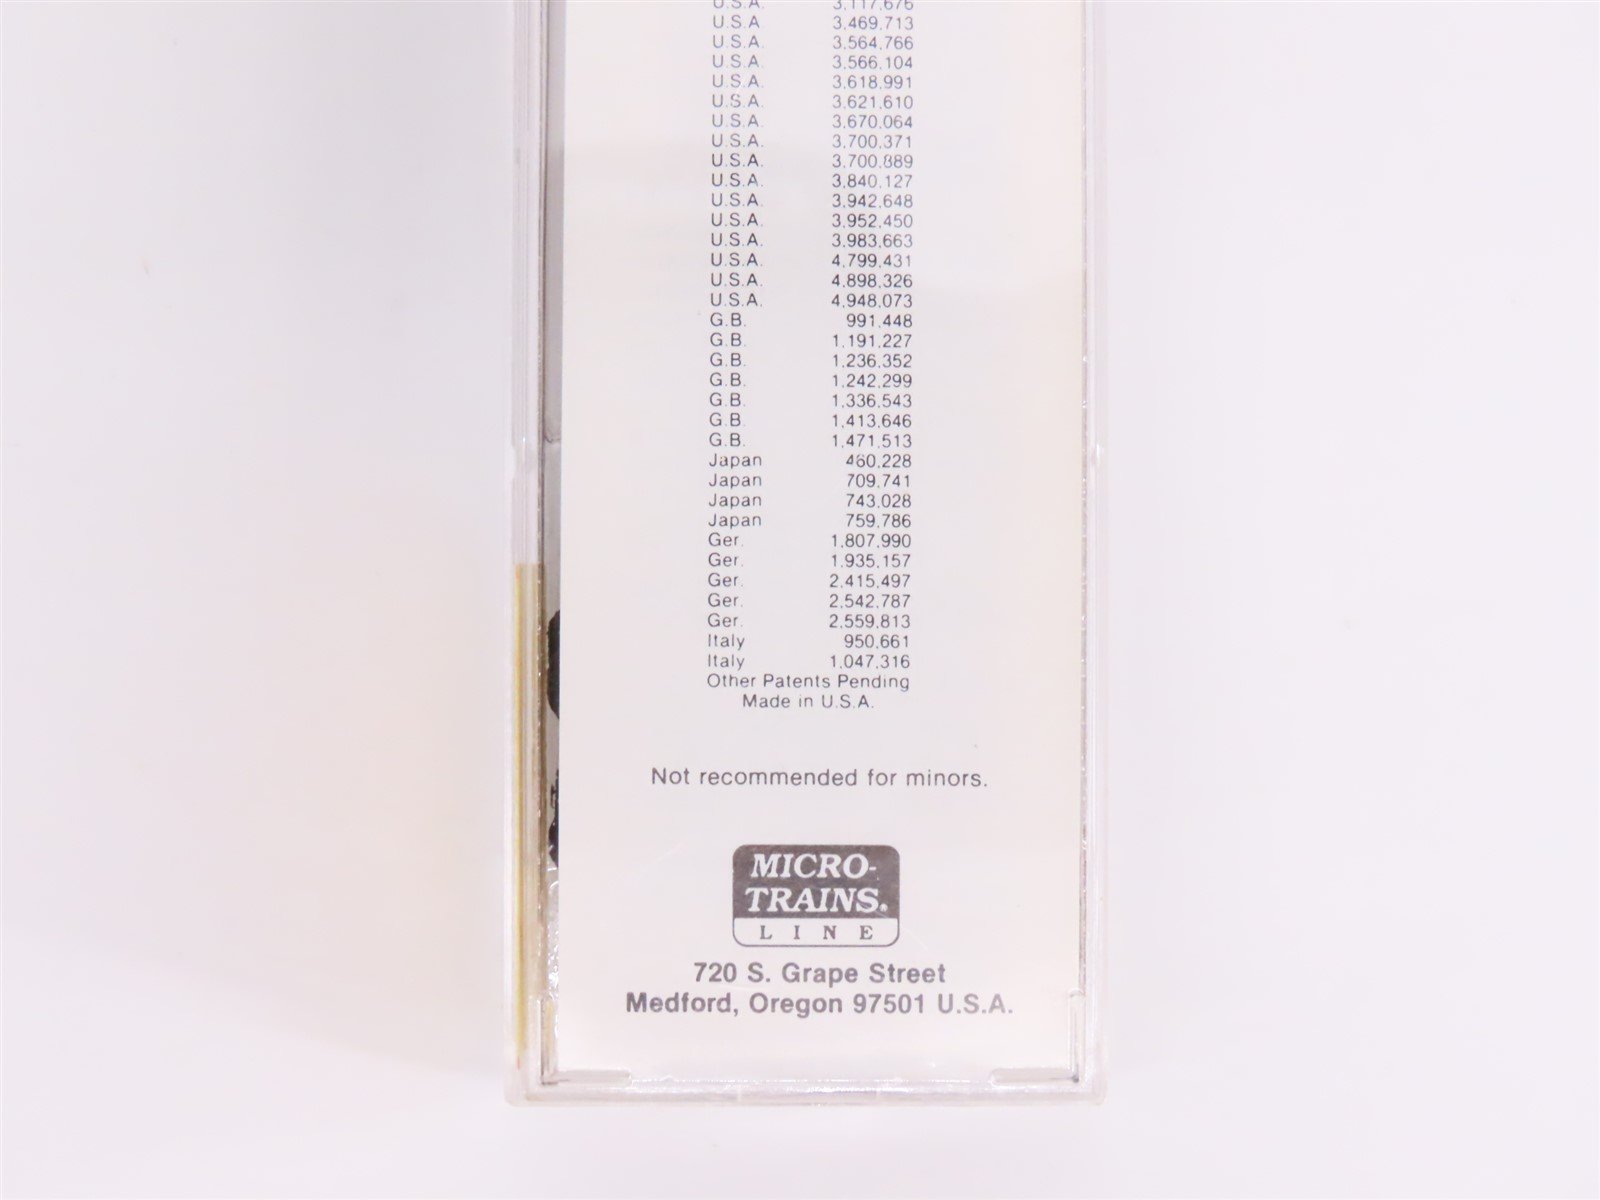 U.S.A. 3,117,676
U.S.A. 3,469,713
U.S.A. 3,564,766
U.S.A. 3,566,104
U.S.A. 3,618,991
U.S.A. 3,621,610
U.S.A. 3,670,064
U.S.A. 3,700,371
U.S.A. 3,700,889
U.S.A. 3,840,127
U.S.A. 3,942,648
U.S.A. 3,952,450
U.S.A. 3,983,663
U.S.A. 4,799,431
U.S.A. 4,898,326
U.S.A. 4,948,073
G.B. 991,448
G.B. 1,191,227
G.B. 1,236,352
G.B. 1,242,299
G.B. 1,336,543
G.B. 1,413,646
G.B. 1,471,513
Japan 460,228
Japan 709,741
Japan 743,028
Japan 759,786
Ger. 1,807,990
Ger. 1,935,157
Ger. 2,415,497
Ger. 2,542,787
Ger. 2,559,813
Italy 950,661
Italy 1,047,316
Other Patents Pending
Made in U.S.A.
Not recommended for minors.
MICRO-
TRAINS®
LINE
720 S. Grape Street
Medford, Oregon 97501 U.S.A.